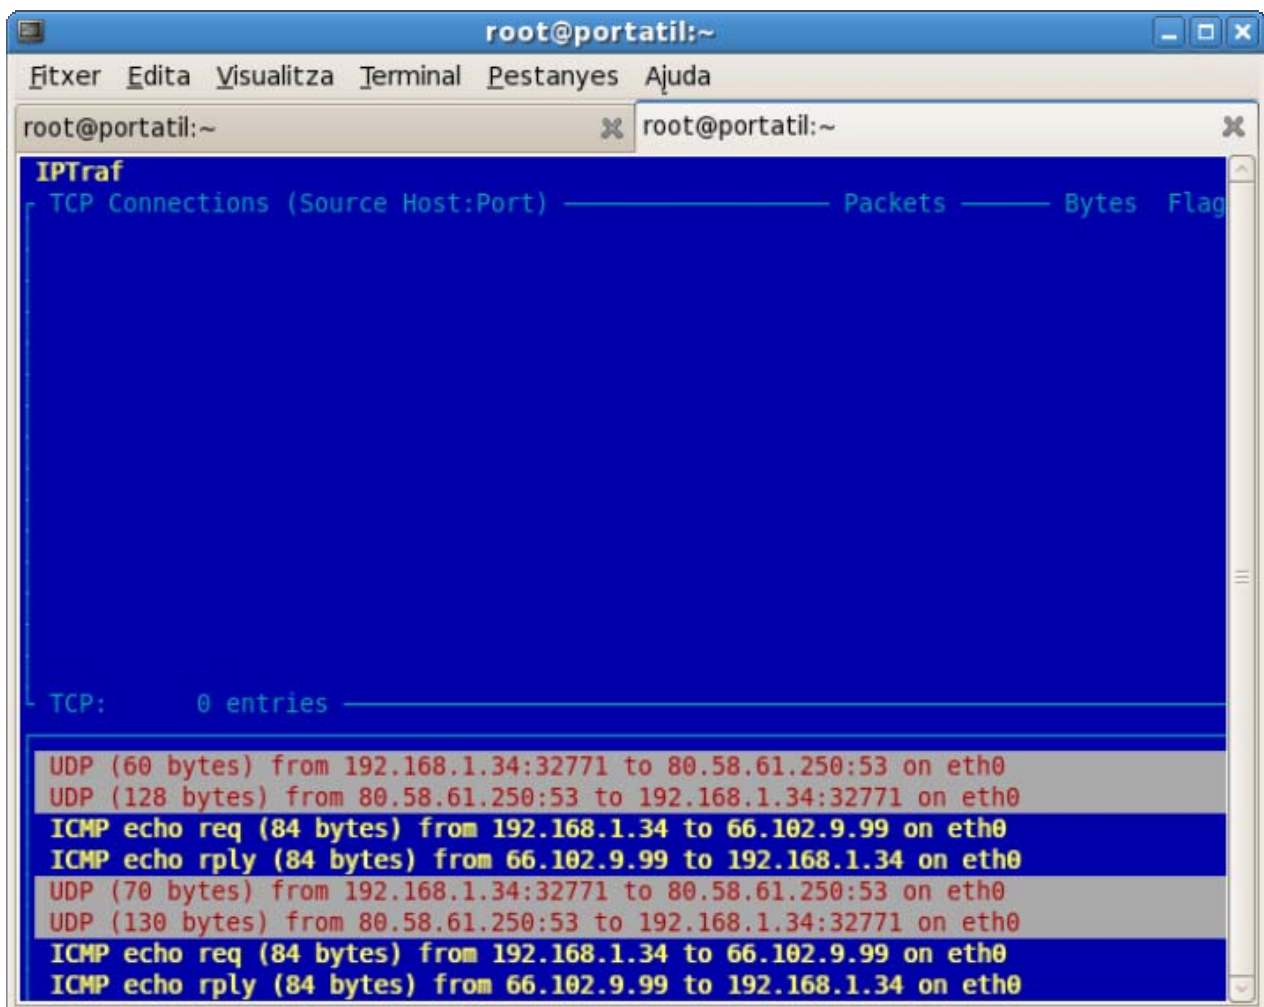 root@portatil:~
Fitxer Edita Visualitza Terminal Pestanyes Ajuda
root@portatil:~ root@portatil:~
IPTraf
TCP Connections (Source Host:Port) Packets Bytes Flag
TCP: 0 entries
UDP (60 bytes) from 192.168.1.34:32771 to 80.58.61.250:53 on eth0
UDP (128 bytes) from 80.58.61.250:53 to 192.168.1.34:32771 on eth0
ICMP echo req (84 bytes) from 192.168.1.34 to 66.102.9.99 on eth0
ICMP echo rply (84 bytes) from 66.102.9.99 to 192.168.1.34 on eth0
UDP (70 bytes) from 192.168.1.34:32771 to 80.58.61.250:53 on eth0
UDP (130 bytes) from 80.58.61.250:53 to 192.168.1.34:32771 on eth0
ICMP echo req (84 bytes) from 192.168.1.34 to 66.102.9.99 on eth0
ICMP echo rply (84 bytes) from 66.102.9.99 to 192.168.1.34 on eth0